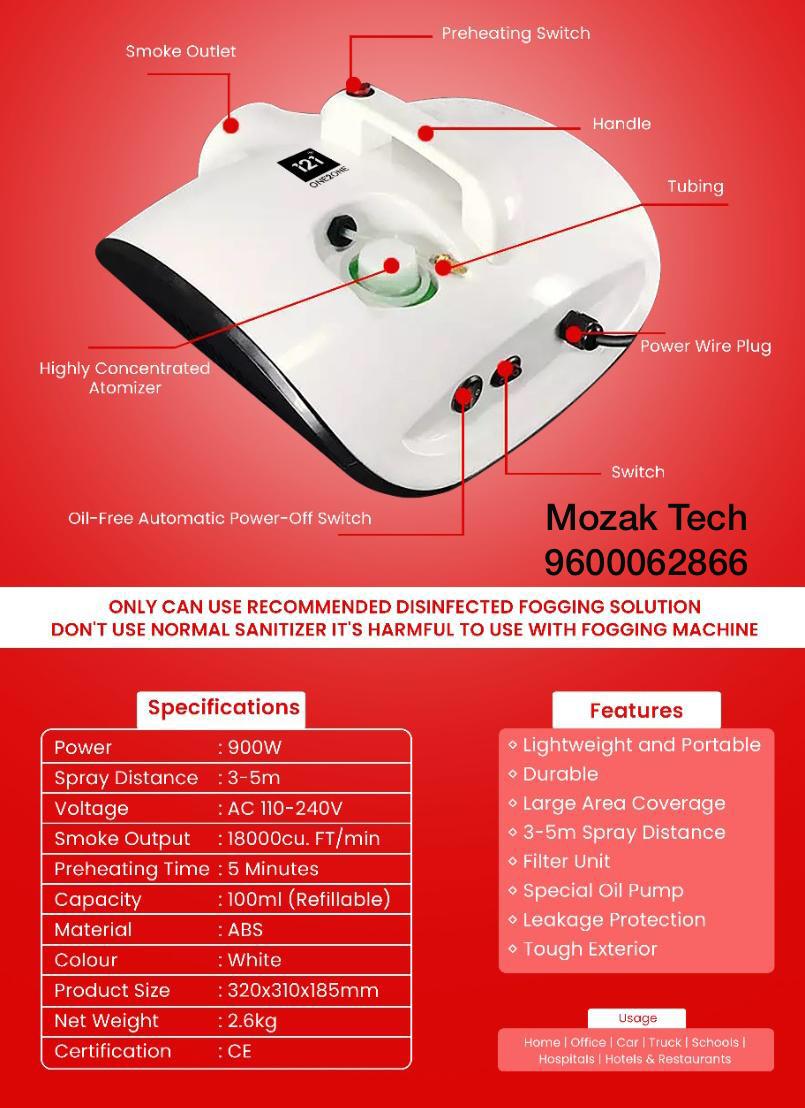 Smoke Outlet
Preheating Switch
Handle
Tubing
121
ONE2ONE
Power Wire Plug
Highly Concentrated
Atomizer
Switch
Oil-Free Automatic Power-Off Switch
Mozak Tech
9600062866
ONLY CAN USE RECOMMENDED DISINFECTED FOGGING SOLUTION
DON'T USE NORMAL SANITIZER IT'S HARMFUL TO USE WITH FOGGING MACHINE
Specifications
Power : 900W
Spray Distance : 3-5m
Voltage : AC 110-240V
Smoke Output : 18000cu. FT/min
Preheating Time : 5 Minutes
Capacity : 100ml (Refillable)
Material : ABS
Colour : White
Product Size : 320x310x185mm
Net Weight : 2.6kg
Certification : CE
Features
⋄ Lightweight and Portable
⋄ Durable
⋄ Large Area Coverage
⋄ 3-5m Spray Distance
⋄ Filter Unit
⋄ Special Oil Pump
⋄ Leakage Protection
⋄ Tough Exterior
Usage
Home | Office | Car | Truck | Schools |
Hospitals | Hotels & Restaurants